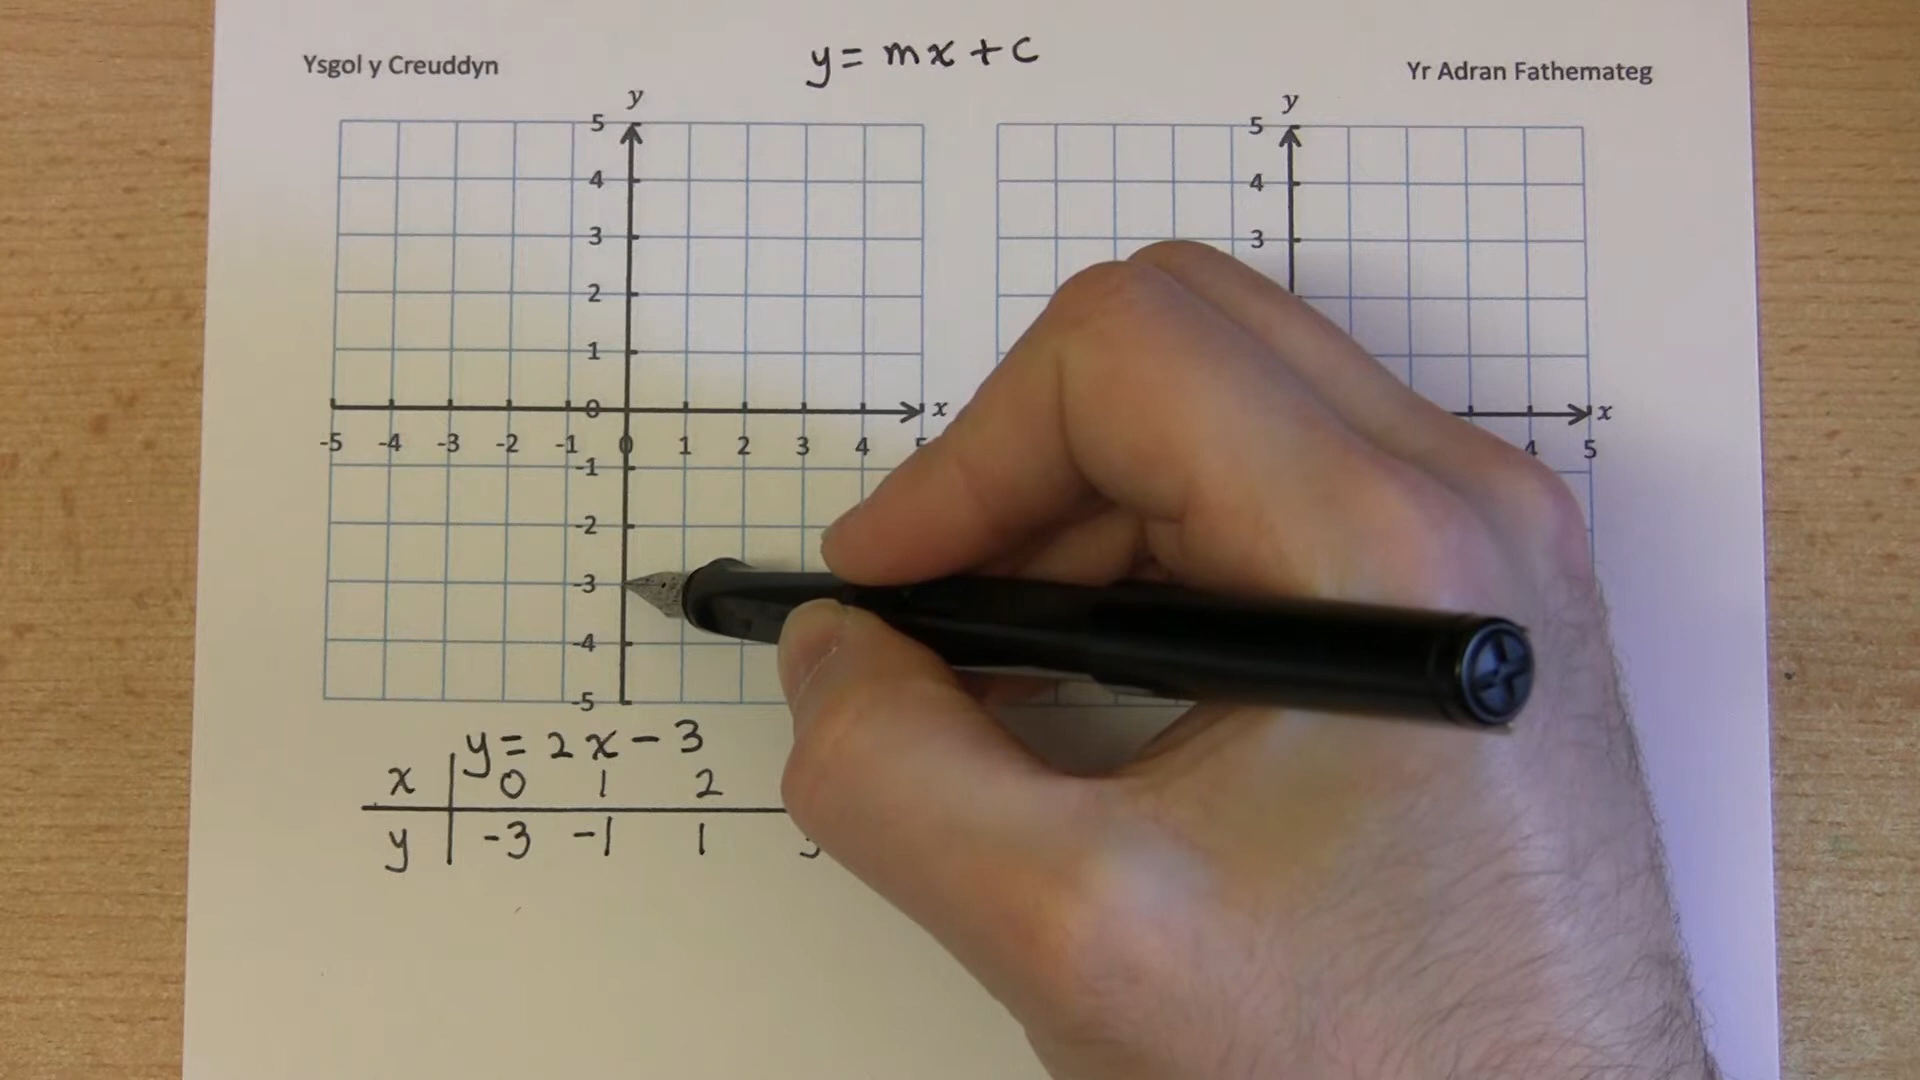 Ysgol y Creuddyn
y = mx + c
Yr Adran Fathemateg
y
5
4
3
2
1
0
x
-5 -4 -3 -2 -1 0 1 2 3 4
-1
-2
-3
-4
-5
y
5
4
3
x
4 5
y = 2x - 3
x 0 1 2
y -3 -1 1